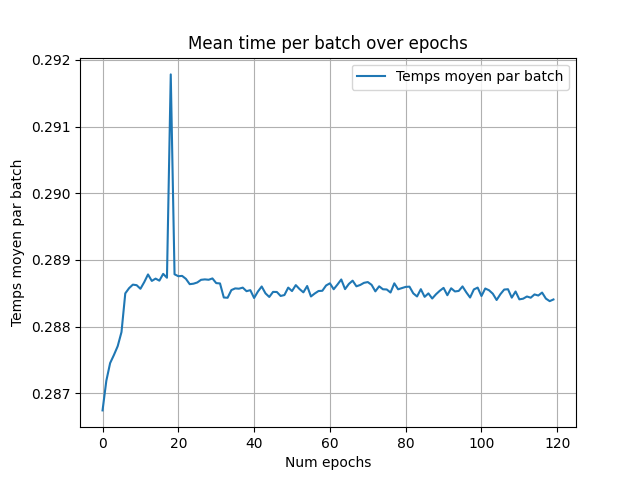 Mean time per batch over epochs
Temps moyen par batch
0.292
0.291
0.290
0.289
0.288
0.287
Temps moyen par batch
0 20 40 60 80 100 120
Num epochs